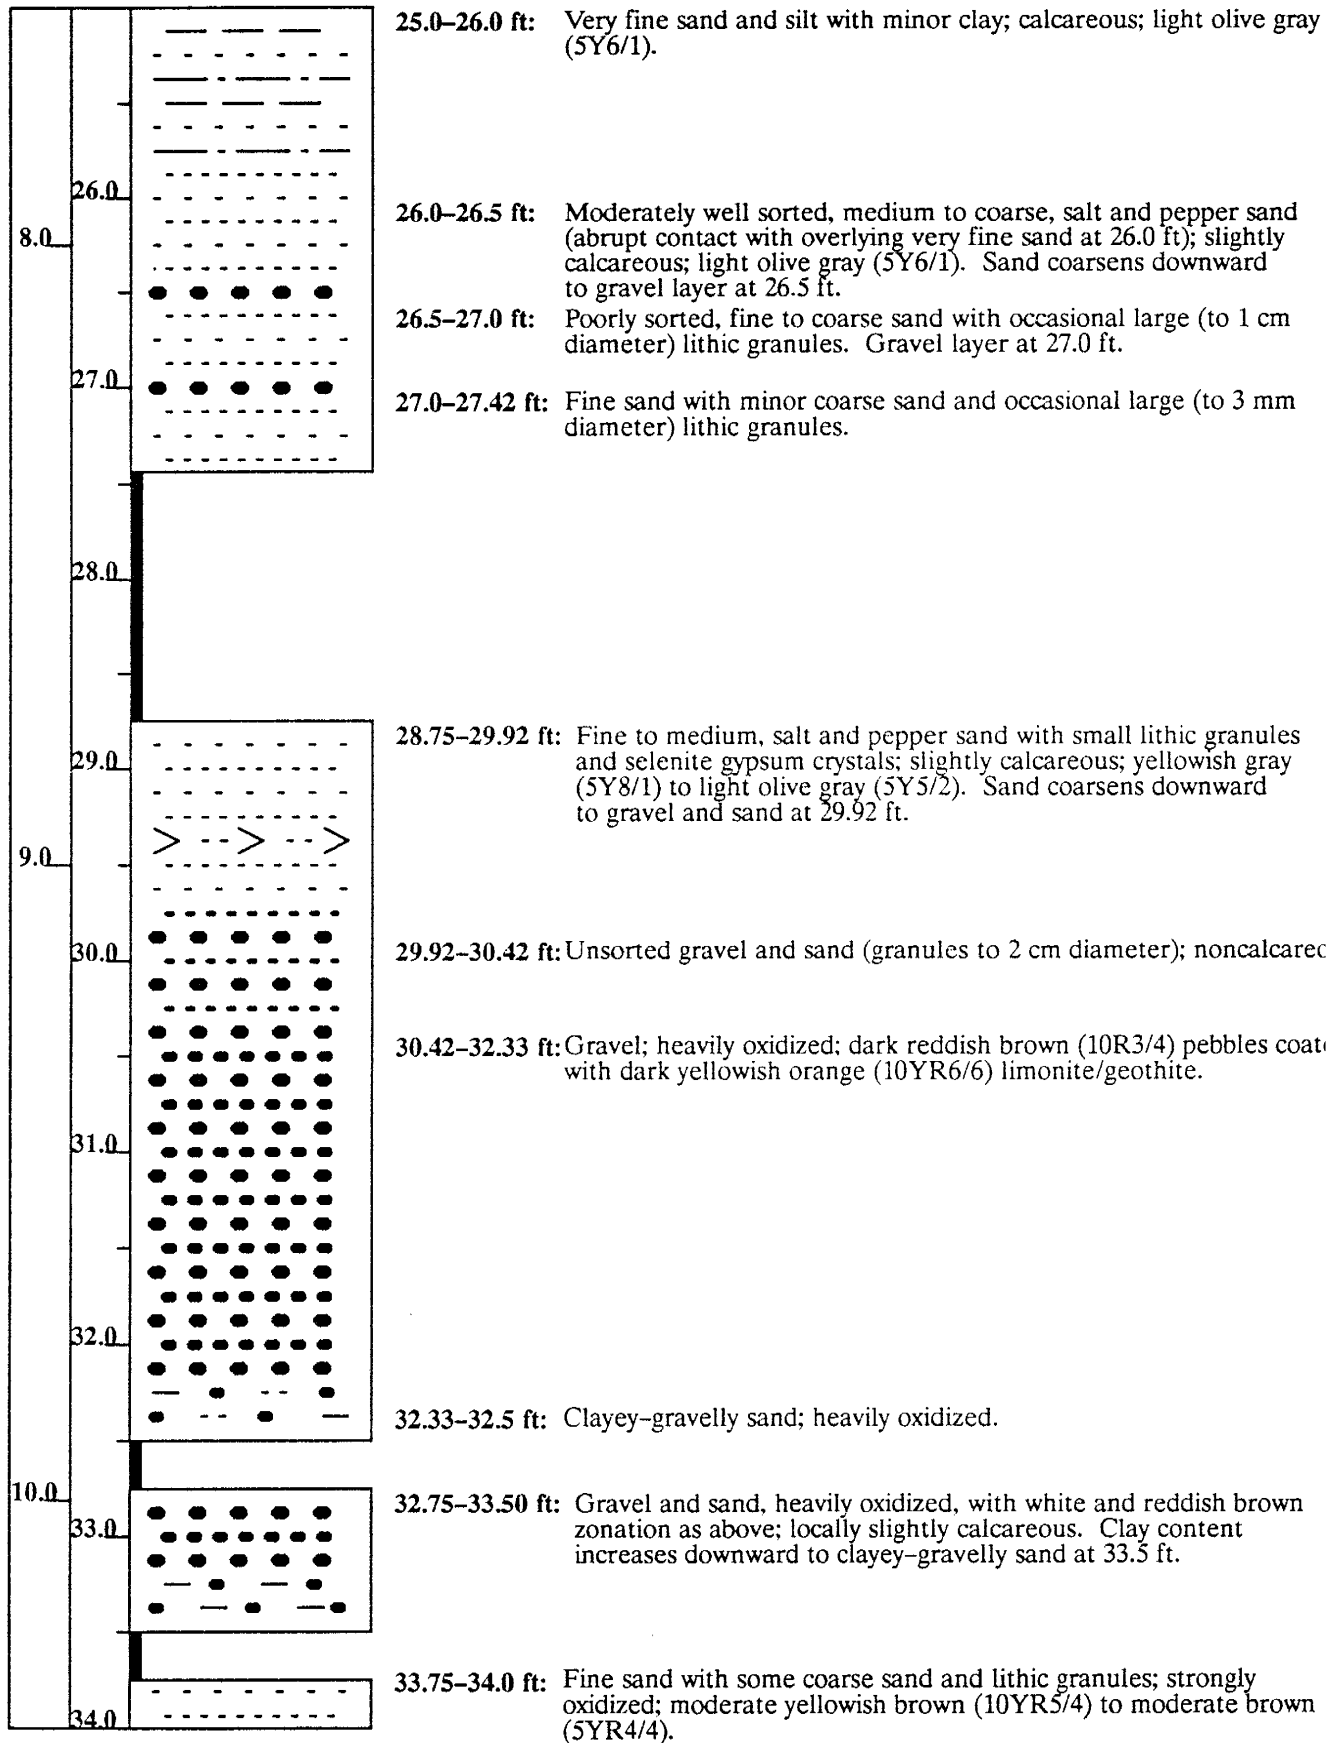 25.0–26.0 ft: Very fine sand and silt with minor clay; calcareous; light olive gray
(5Y6/1).
26.0
26.0–26.5 ft: Moderately well sorted, medium to coarse, salt and pepper sand
8.0
(abrupt contact with overlying very fine sand at 26.0 ft); slightly
calcareous; light olive gray (5Y6/1). Sand coarsens downward
to gravel layer at 26.5 ft.
26.5–27.0 ft: Poorly sorted, fine to coarse sand with occasional large (to 1 cm
diameter) lithic granules. Gravel layer at 27.0 ft.
27.0
27.0–27.42 ft: Fine sand with minor coarse sand and occasional large (to 3 mm
diameter) lithic granules.
28.0
28.75–29.92 ft: Fine to medium, salt and pepper sand with small lithic granules
29.0
and selenite gypsum crystals; slightly calcareous; yellowish gray
(5Y8/1) to light olive gray (5Y5/2). Sand coarsens downward
to gravel and sand at 29.92 ft.
9.0
30.0
29.92–30.42 ft: Unsorted gravel and sand (granules to 2 cm diameter); noncalcareo
30.42–32.33 ft: Gravel; heavily oxidized; dark reddish brown (10R3/4) pebbles coat
with dark yellowish orange (10YR6/6) limonite/geothite.
31.0
32.0
32.33–32.5 ft: Clayey–gravelly sand; heavily oxidized.
10.0
32.75–33.50 ft: Gravel and sand, heavily oxidized, with white and reddish brown
33.0
zonation as above; locally slightly calcareous. Clay content
increases downward to clayey–gravelly sand at 33.5 ft.
33.75–34.0 ft: Fine sand with some coarse sand and lithic granules; strongly
oxidized; moderate yellowish brown (10YR5/4) to moderate brown
34.0
(5YR4/4).